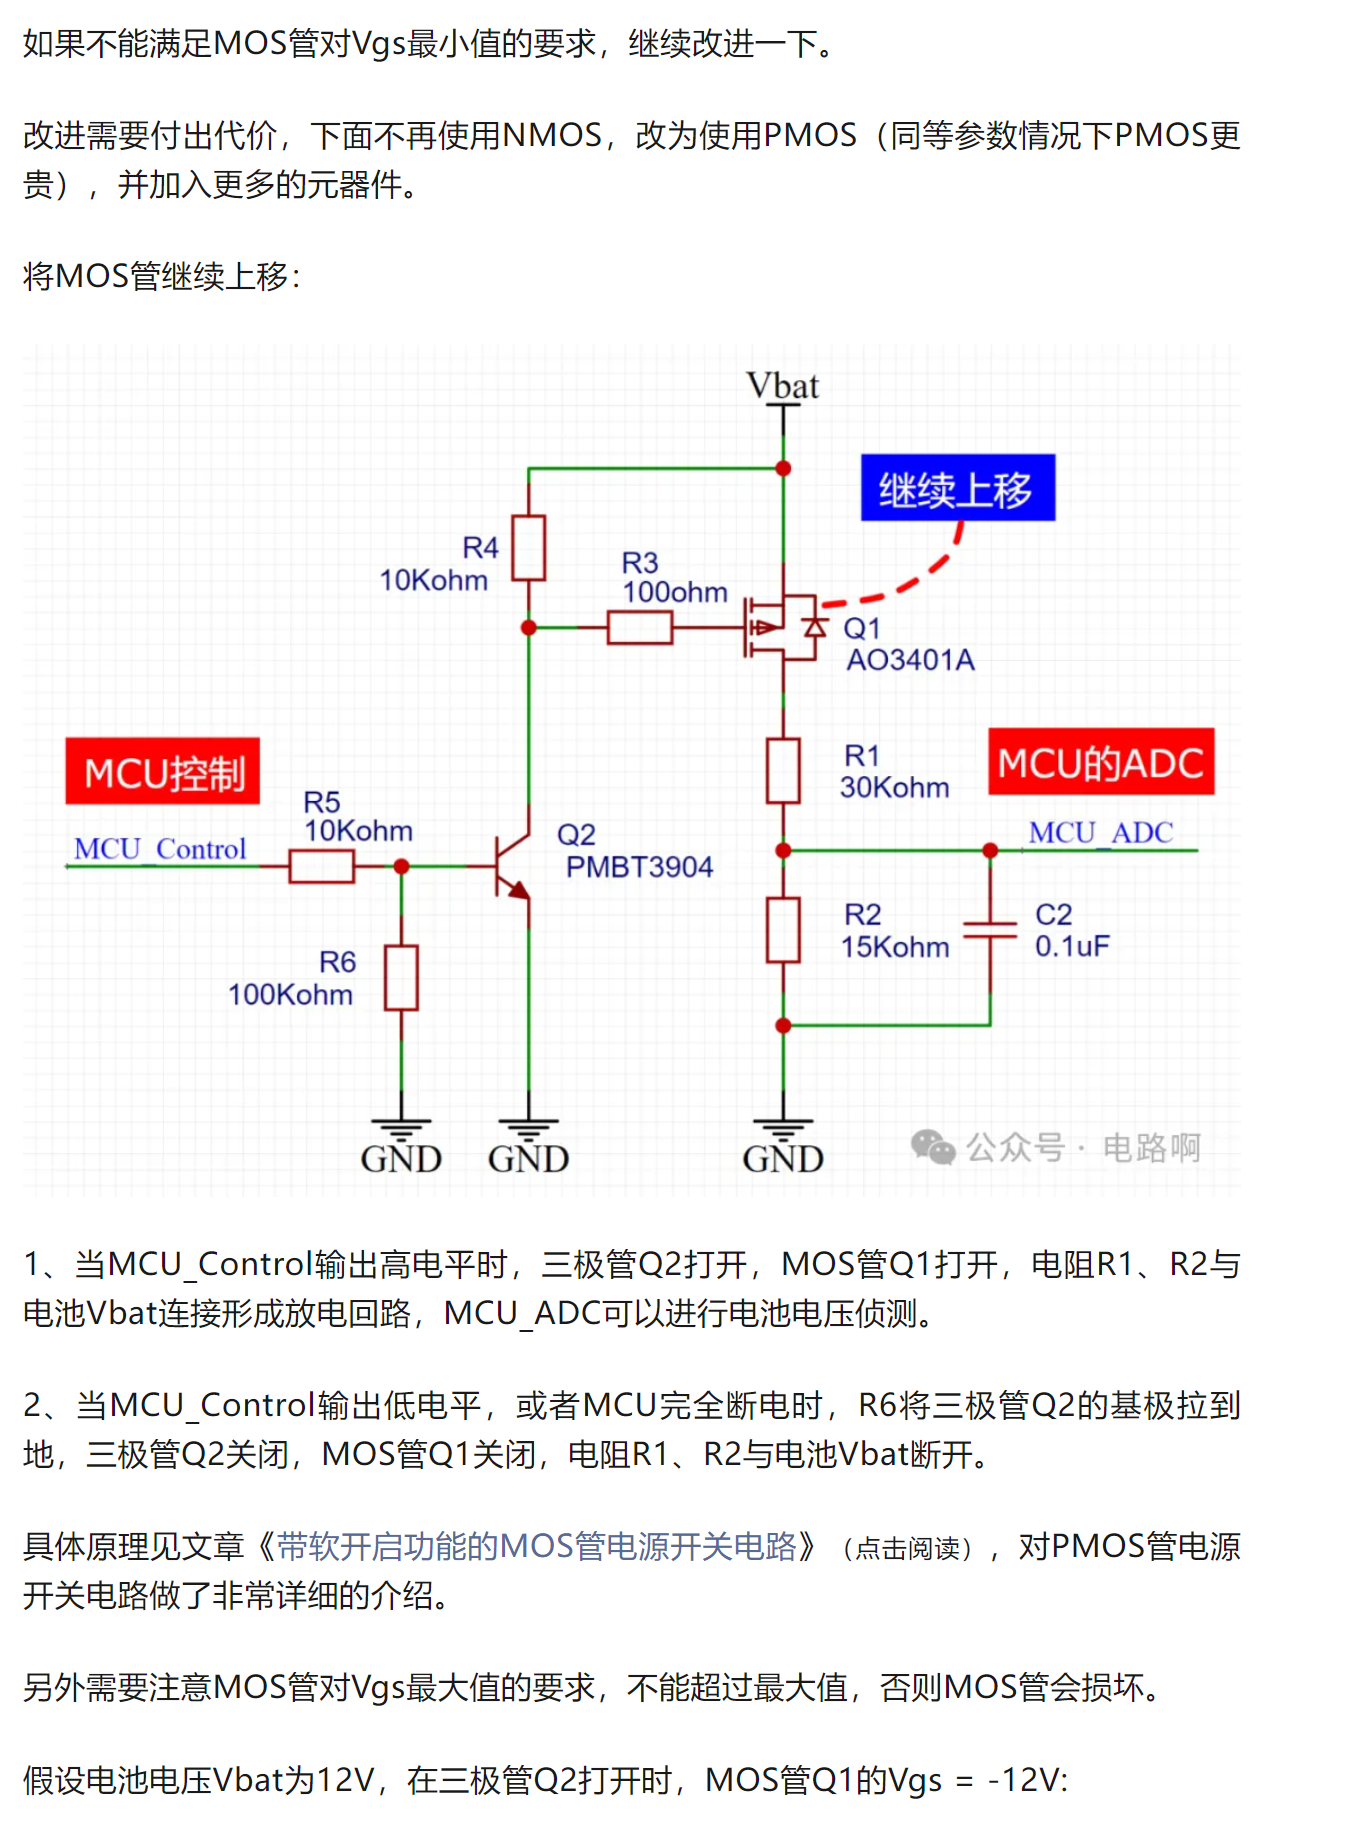 如果不能满足MOS管对Vgs最小值的要求，继续改进一下。
改进需要付出代价，下面不再使用NMOS，改为使用PMOS（同等参数情况下PMOS更
贵），并加入更多的元器件。
将MOS管继续上移：
Vbat
继续上移
R4
10Kohm
R3
100ohm
Q1
AO3401A
MCU控制
R5
10Kohm
MCU_Control
Q2
PMBT3904
R1
30Kohm
MCU的ADC
MCU_ADC
R6
100Kohm
R2
15Kohm
C2
0.1uF
GND
GND
GND
公众号 · 电路啊
1、当MCU_Control输出高电平时，三极管Q2打开，MOS管Q1打开，电阻R1、R2与
电池Vbat连接形成放电回路，MCU_ADC可以进行电池电压侦测。
2、当MCU_Control输出低电平，或者MCU完全断电时，R6将三极管Q2的基极拉到
地，三极管Q2关闭，MOS管Q1关闭，电阻R1、R2与电池Vbat断开。
具体原理见文章《带软开启功能的MOS管电源开关电路》（点击阅读），对PMOS管电源
开关电路做了非常详细的介绍。
另外需要注意MOS管对Vgs最大值的要求，不能超过最大值，否则MOS管会损坏。
假设电池电压Vbat为12V，在三极管Q2打开时，MOS管Q1的Vgs = -12V: